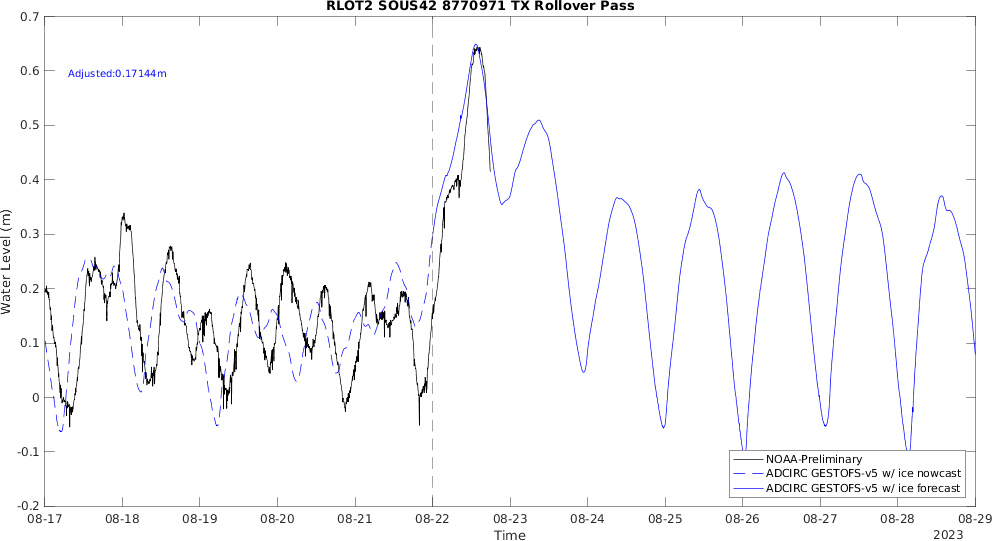 RLOT2 SOUS42 8770971 TX Rollover Pass
0.7
Adjusted:0.17144m
0.6
0.5
0.4
0.3
0.2
0.1
0
-0.1
-0.2
Water Level (m)
NOAA-Preliminary
ADCIRC GESTOFS-v5 w/ ice nowcast
ADCIRC GESTOFS-v5 w/ ice forecast
08-17 08-18 08-19 08-20 08-21 08-22 08-23 08-24 08-25 08-26 08-27 08-28 08-29
Time
2023